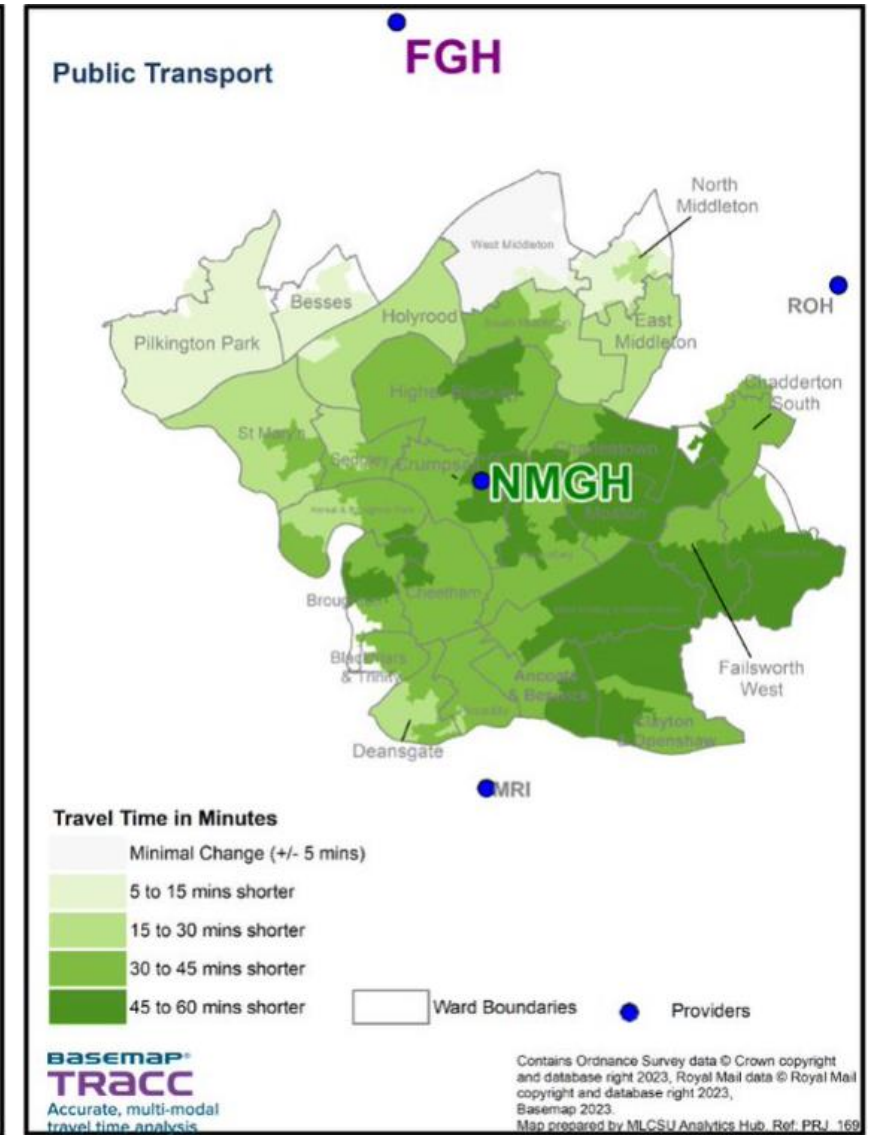 Public Transport
FGH
North
Middleton
West Middleton
ROH
Besses
Holyrood
East
Middleton
Pilkington Park
Chadderton
South
St Mary's
NMGH
Cheetham
Failsworth
West
Ancoats
& Beswick
Clayton
& Openshaw
Deansgate
MRI
Travel Time in Minutes
Minimal Change (+/- 5 mins)
5 to 15 mins shorter
15 to 30 mins shorter
30 to 45 mins shorter
45 to 60 mins shorter
Ward Boundaries
Providers
BASEMAP
TRACC
Accurate, multi-modal
travel time analysis
Contains Ordnance Survey data © Crown copyright
and database right 2023, Royal Mail data © Royal Mail
copyright and database right 2023,
Basemap 2023.
Map prepared by MLCSU Analytics Hub. Ref: PRJ 169